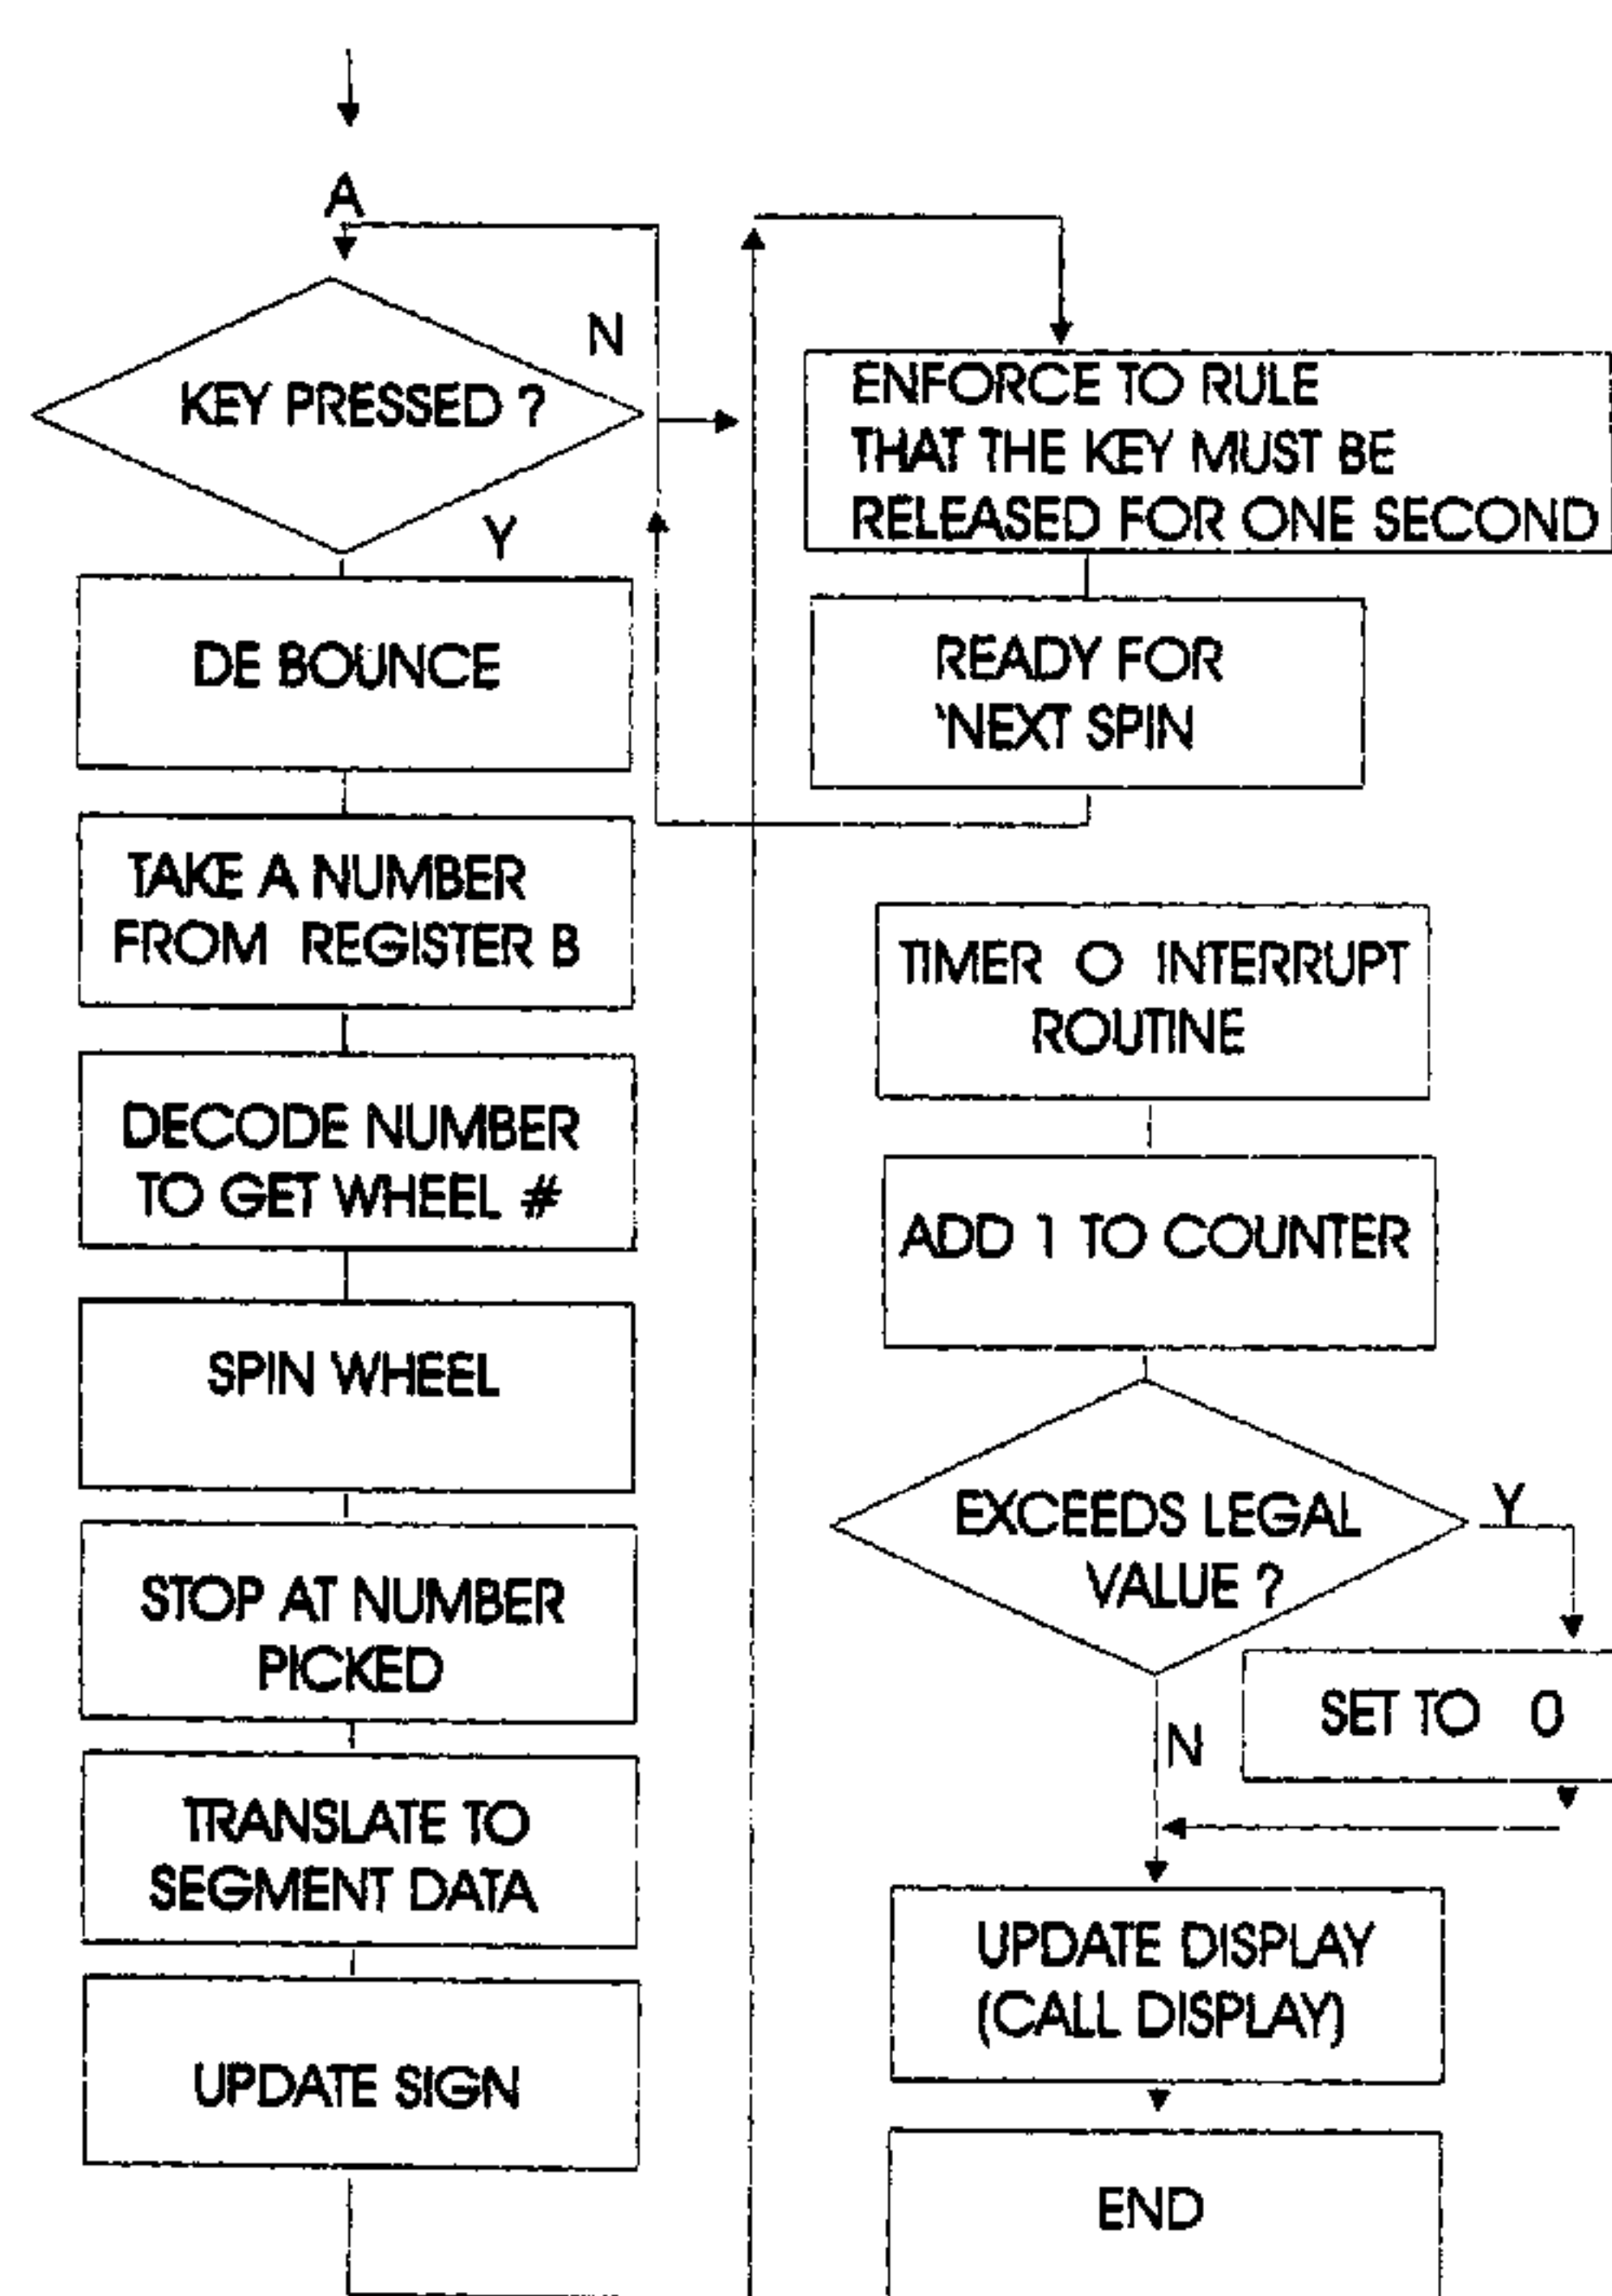 A
KEY PRESSED ?
N
Y
DE BOUNCE
TAKE A NUMBER
FROM REGISTER B
DECODE NUMBER
TO GET WHEEL #
SPIN WHEEL
STOP AT NUMBER
PICKED
TRANSLATE TO
SEGMENT DATA
UPDATE SIGN
ENFORCE TO RULE
THAT THE KEY MUST BE
RELEASED FOR ONE SECOND
READY FOR
'NEXT SPIN
TIMER O INTERRUPT
ROUTINE
ADD 1 TO COUNTER
EXCEEDS LEGAL
VALUE ?
Y
SET TO 0
N
UPDATE DISPLAY
(CALL DISPLAY)
END